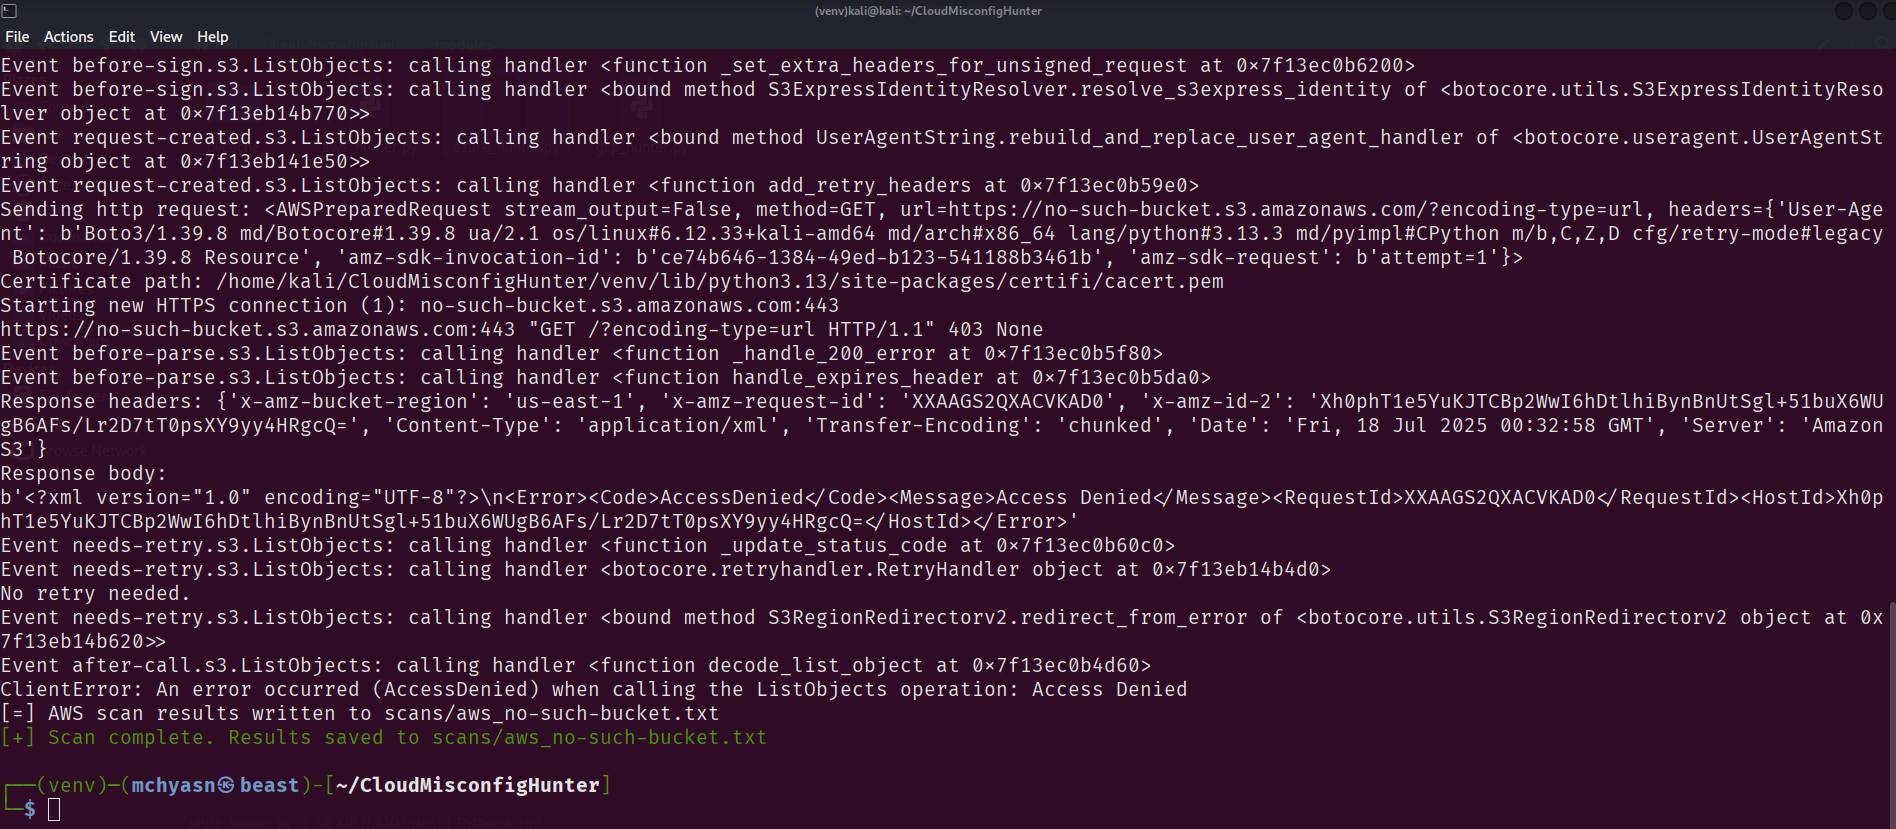 (venv)kali@kali: ~/CloudMisconfigHunter
File Actions Edit View Help
Event before-sign.s3.ListObjects: calling handler <function _set_extra_headers_for_unsigned_request at 0×7f13ec0b6200>
Event before-sign.s3.ListObjects: calling handler <bound method S3ExpressIdentityResolver.resolve_s3express_identity of <botocore.utils.S3ExpressIdentityReso
lver object at 0×7f13eb14b770>>
Event request-created.s3.ListObjects: calling handler <bound method UserAgentString.rebuild_and_replace_user_agent_handler of <botocore.useragent.UserAgentSt
ring object at 0×7f13eb141e50>>
Event request-created.s3.ListObjects: calling handler <function add_retry_headers at 0×7f13ec0b59e0>
Sending http request: <AWSPreparedRequest stream_output=False, method=GET, url=https://no-such-bucket.s3.amazonaws.com/?encoding-type=url, headers={'User-Age
nt': b'Boto3/1.39.8 md/Botocore#1.39.8 ua/2.1 os/linux#6.12.33+kali-amd64 md/arch#x86_64 lang/python#3.13.3 md/pyimpl#CPython m/b,C,Z,D cfg/retry-mode#legacy
Botocore/1.39.8 Resource', 'amz-sdk-invocation-id': b'ce74b646-1384-49ed-b123-541188b3461b', 'amz-sdk-request': b'attempt=1'}>
Certificate path: /home/kali/CloudMisconfigHunter/venv/lib/python3.13/site-packages/certifi/cacert.pem
Starting new HTTPS connection (1): no-such-bucket.s3.amazonaws.com:443
https://no-such-bucket.s3.amazonaws.com:443 "GET /?encoding-type=url HTTP/1.1" 403 None
Event before-parse.s3.ListObjects: calling handler <function _handle_200_error at 0×7f13ec0b5f80>
Event before-parse.s3.ListObjects: calling handler <function handle_expires_header at 0×7f13ec0b5da0>
Response headers: {'x-amz-bucket-region': 'us-east-1', 'x-amz-request-id': 'XXAAGS2QXACVKAD0', 'x-amz-id-2': 'Xh0phT1e5YuKJTCBp2WwI6hDtlhiBynBnUtSgl+51buX6WU
gB6AFs/Lr2D7tT0psXY9yy4HRgcQ=', 'Content-Type': 'application/xml', 'Transfer-Encoding': 'chunked', 'Date': 'Fri, 18 Jul 2025 00:32:58 GMT', 'Server': 'Amazon
S3'}
Response body:
b'<?xml version="1.0" encoding="UTF-8"?>\n<Error><Code>AccessDenied</Code><Message>Access Denied</Message><RequestId>XXAAGS2QXACVKAD0</RequestId><HostId>Xh0p
hT1e5YuKJTCBp2WwI6hDtlhiBynBnUtSgl+51buX6WUgB6AFs/Lr2D7tT0psXY9yy4HRgcQ=</HostId></Error>'
Event needs-retry.s3.ListObjects: calling handler <function _update_status_code at 0×7f13ec0b60c0>
Event needs-retry.s3.ListObjects: calling handler <botocore.retryhandler.RetryHandler object at 0×7f13eb14b4d0>
No retry needed.
Event needs-retry.s3.ListObjects: calling handler <bound method S3RegionRedirectorv2.redirect_from_error of <botocore.utils.S3RegionRedirectorv2 object at 0x
7f13eb14b620>>
Event after-call.s3.ListObjects: calling handler <function decode_list_object at 0×7f13ec0b4d60>
ClientError: An error occurred (AccessDenied) when calling the ListObjects operation: Access Denied
[=] AWS scan results written to scans/aws_no-such-bucket.txt
[+] Scan complete. Results saved to scans/aws_no-such-bucket.txt
┌──(venv)─(mchyasn㉿beast)-[~/CloudMisconfigHunter]
└─$